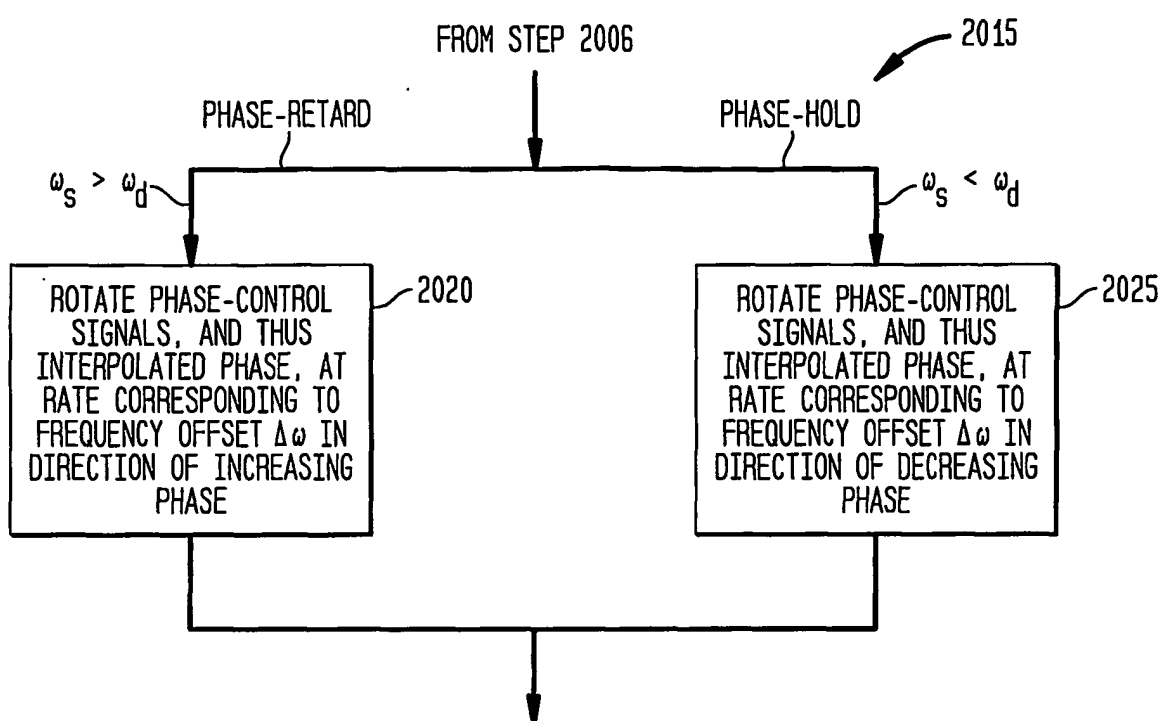 FROM STEP 2006
2015
PHASE-RETARD
PHASE-HOLD
ωs > ωd
ωs < ωd
ROTATE PHASE-CONTROL
SIGNALS, AND THUS
INTERPOLATED PHASE, AT
RATE CORRESPONDING TO
FREQUENCY OFFSET Δω IN
DIRECTION OF INCREASING
PHASE
2020
ROTATE PHASE-CONTROL
SIGNALS, AND THUS
INTERPOLATED PHASE, AT
RATE CORRESPONDING TO
FREQUENCY OFFSET Δω IN
DIRECTION OF DECREASING
PHASE
2025